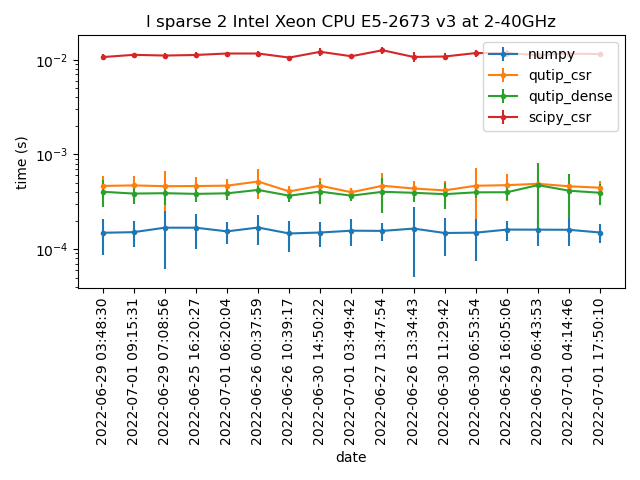 I sparse 2 Intel Xeon CPU E5-2673 v3 at 2-40GHz
numpy
qutip_csr
qutip_dense
scipy_csr
time (s)
10⁻²
10⁻³
10⁻⁴
2022-06-29 03:48:30
2022-07-01 09:15:31
2022-06-29 07:08:56
2022-06-25 16:20:27
2022-07-01 06:20:04
2022-06-26 00:37:59
2022-06-26 10:39:17
2022-06-30 14:50:22
2022-07-01 03:49:42
2022-06-27 13:47:54
2022-06-26 13:34:43
2022-06-30 11:29:42
2022-06-30 06:53:54
2022-06-26 16:05:06
2022-06-29 06:43:53
2022-07-01 04:14:46
2022-07-01 17:50:10
date